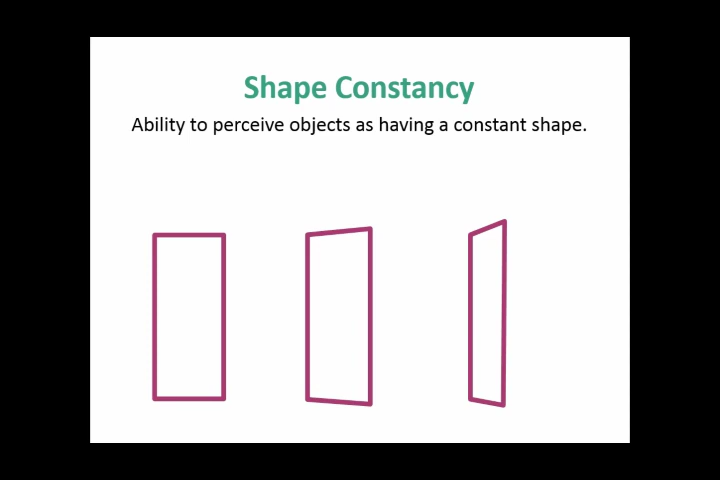 Shape Constancy
Ability to perceive objects as having a constant shape.